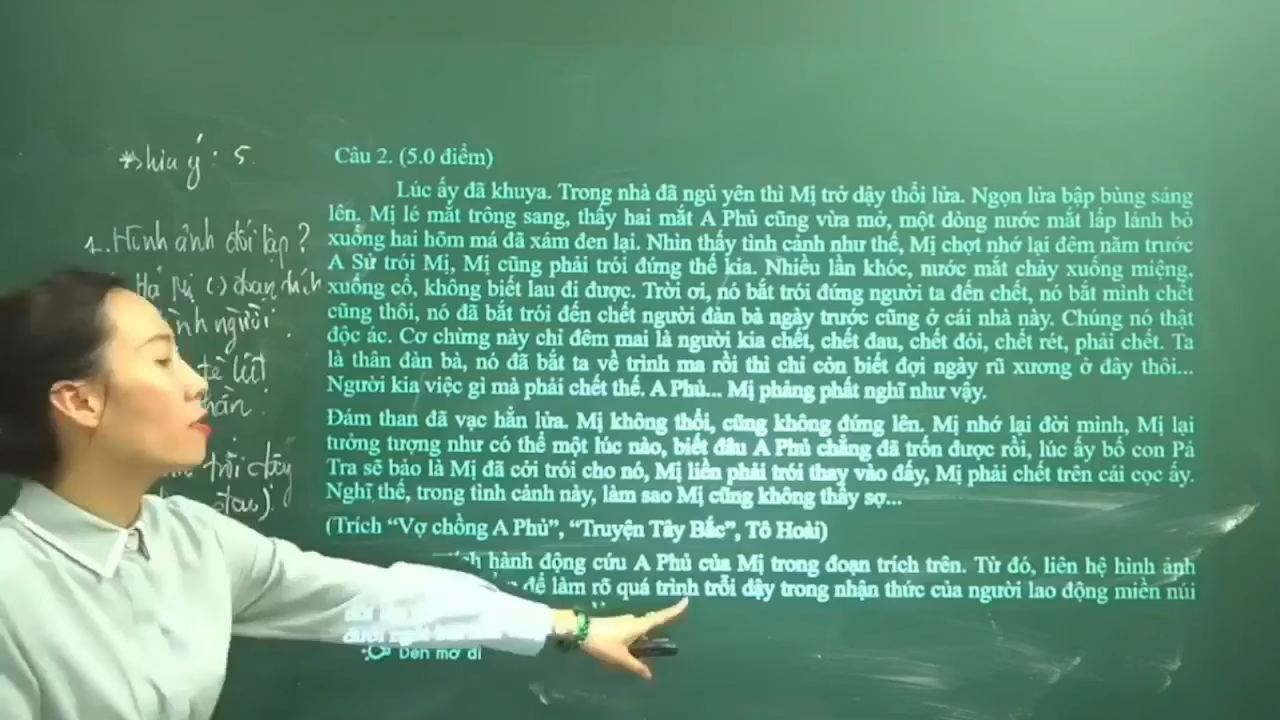 ý : 5.
Câu 2. (5.0 điểm)
Lúc ấy đã khuya. Trong nhà đã ngủ yên thì Mị trở dậy thổi lửa. Ngọn lửa bập bùng sáng
lên. Mị lé mắt trông sang, thấy hai mắt A Phủ cũng vừa mở, một dòng nước mắt lấp lánh bò
1. Hình ảnh đối lập ?
xuống hai hõm má đã xám đen lại. Nhìn thấy tình cảnh như thế, Mị chợt nhớ lại đêm năm trước
A Sử trói Mị, Mị cũng phải trói đứng thế kia. Nhiều lần khóc, nước mắt chảy xuống miệng,
xuống cổ, không biết lau đi được. Trời ơi, nó bắt trói đứng người ta đến chết, nó bắt mình chết
cũng thôi, nó đã bắt trói đến chết người đàn bà ngày trước cũng ở cái nhà này. Chúng nó thật
người
độc ác. Cơ chừng này chỉ đêm mai là người kia chết, chết đau, chết đói, chết rét, phải chết. Ta
là thân đàn bà, nó đã bắt ta về trình ma rồi thì chỉ còn biết đợi ngày rũ xương ở đây thôi...
tê liệt
Người kia việc gì mà phải chết thế. A Phủ... Mị phảng phất nghĩ như vậy.
Đám than đã vạc hẳn lửa. Mị không thổi, cũng không đứng lên. Mị nhớ lại đời mình, Mị lại
tưởng tượng như có thể một lúc nào, biết đâu A Phủ chẳng đã trốn được rồi, lúc ấy bố con Pá
trỗi dậy
Tra sẽ bảo là Mị đã cởi trói cho nó, Mị liền phải trói thay vào đấy, Mị phải chết trên cái cọc ấy.
Nghĩ thế, trong tình cảnh này, làm sao Mị cũng không thấy sợ...
(Trích “Vợ chồng A Phủ”, “Truyện Tây Bắc”, Tô Hoài)
hành động cứu A Phủ của Mị trong đoạn trích trên. Từ đó, liên hệ hình ảnh
để làm rõ quá trình trỗi dậy trong nhận thức của người lao động miền núi